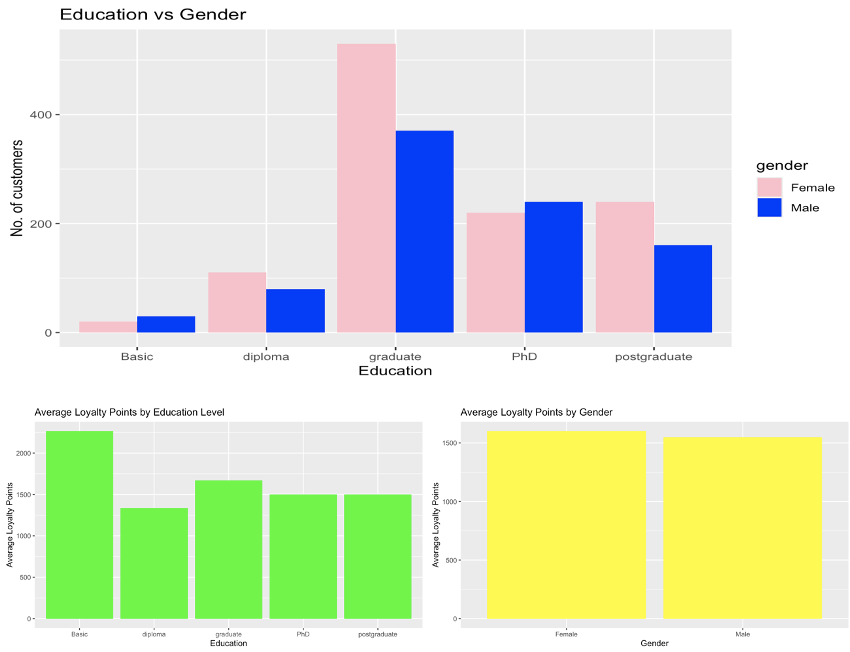 Education vs Gender
No. of customers
400
200
0
Basic diploma graduate PhD postgraduate
Education
gender
Female
Male
Average Loyalty Points by Education Level
Average Loyalty Points
2000
1500
1000
500
0
Basic diploma graduate PhD postgraduate
Education
Average Loyalty Points by Gender
Average Loyalty Points
1500
1000
500
0
Female Male
Gender